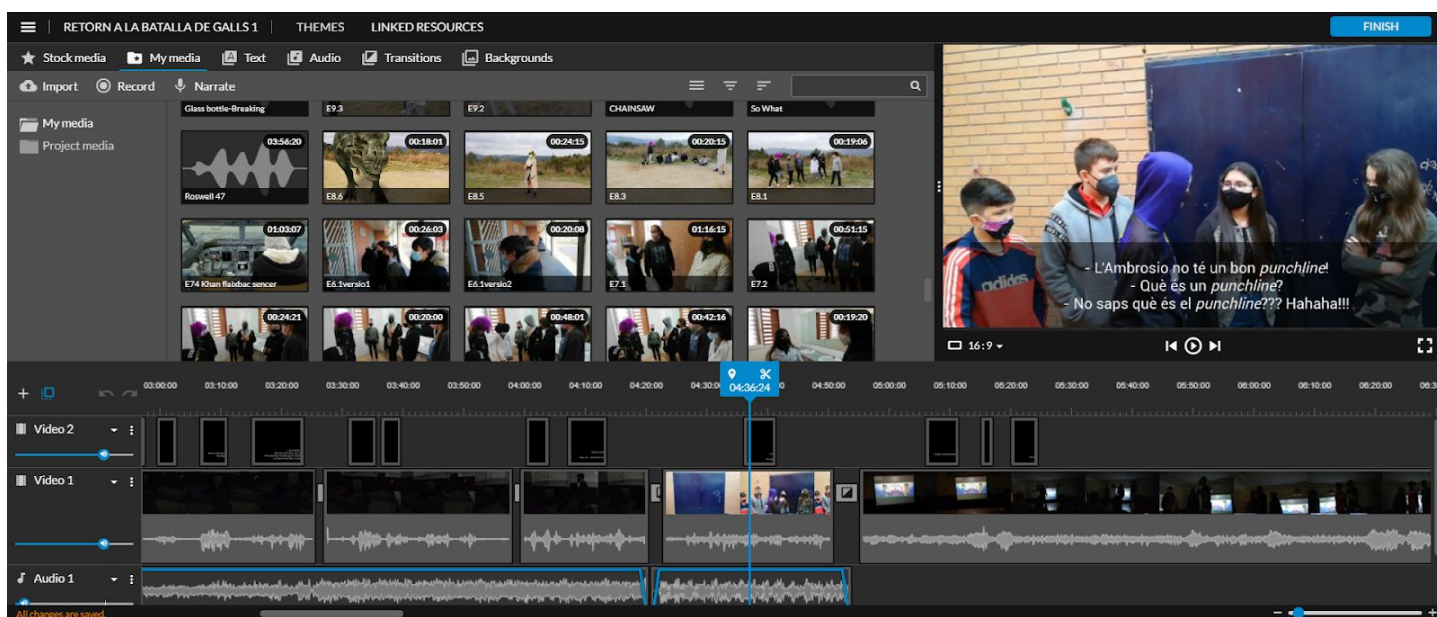 RETORN A LA BATALLA DE GALLS 1
THEMES
LINKED RESOURCES
FINISH
Stock media
My media
Text
Audio
Transitions
Backgrounds
Import
Record
Narrate
My media
Project media
Glass bottle-Breaking
E9.3
E9.2
CHAINSAW
So What
03:56:20
Roswell 47
00:18:01
E8.6
00:24:15
E8.5
00:20:15
E8.3
00:19:06
E8.1
01:03:07
E74 Khan flaixbac sencer
00:26:03
E6.1versio1
00:20:08
E6.1versio2
01:16:15
E7.1
00:51:15
E7.2
00:24:21
00:20:00
00:48:01
00:42:16
00:19:20
adidas
- L'Ambrosio no té un bon punchline!
- Què és un punchline?
- No saps què és el punchline??? Hahaha!!!
16:9
03:00:00 03:10:00 03:20:00 03:30:00 03:40:00 03:50:00 04:00:00 04:10:00 04:20:00 04:36:24 04:50:00 05:00:00 05:10:00 05:20:00 05:30:00 05:40:00 05:50:00 06:00:00 06:10:00 06:20:00
Video 2
Video 1
Audio 1
All changes are saved